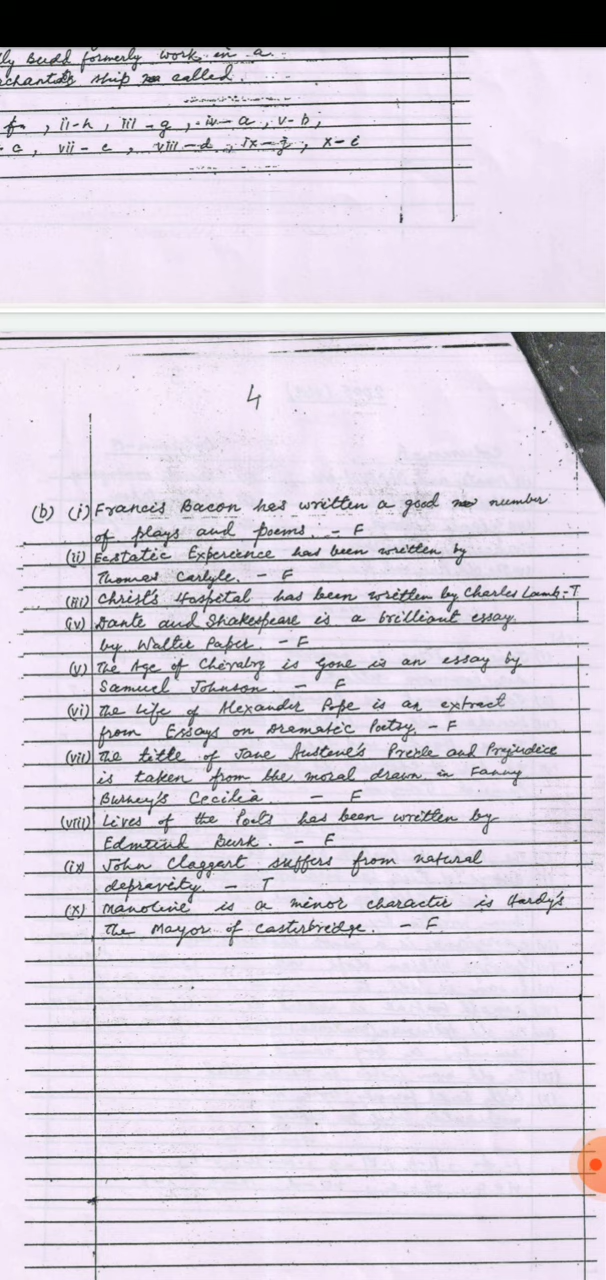 lly Budd formerly work in a
rchants ship called.
f, ii-h, iii-g, iv-a, v-b,
-c, vii-e, viii-d, ix-j, x-i
4
(b) (i) Francis Bacon has written a good number
of plays and poems. - F
(ii) Ecstatic Experience has been written by
Thomas Carlyle. - F
(iii) Christ's Hospital has been written by Charles Lamb-T
(iv) Dante and Shakespeare is a brilliant essay
by Walter Paper. - F
(v) The Age of Chivalry is Gone is an essay by
Samuel Johnson. - F
(vi) The Life of Alexander Pope is an extract
from Essays on Dramatic Poetry. - F
(vii) The title of Jane Austene's Pride and Prejudice
is taken from the moral drawn in Fanny
Burney's Cecilia. - F
(viii) Lives of the Poets has been written by
Edmund Burk. - F
(ix) John Claggart suffers from natural
depravity. - T
(x) is a minor character is Hardy's
The Mayor of Casterbridge. - F